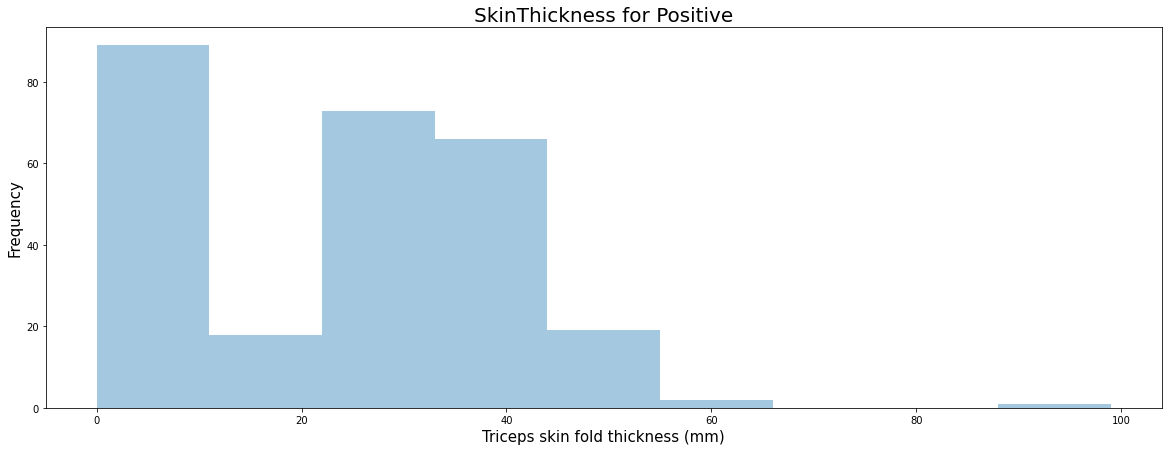 SkinThickness for Positive
Frequency
80
60
40
20
0
0 20 40 60 80 100
Triceps skin fold thickness (mm)